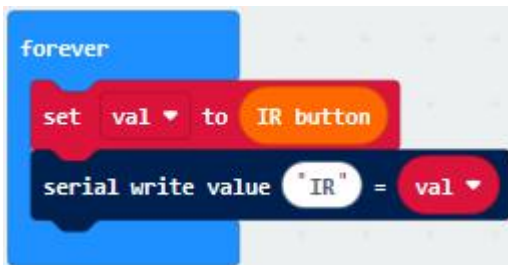 forever
set val to IR button
serial write value "IR" = val